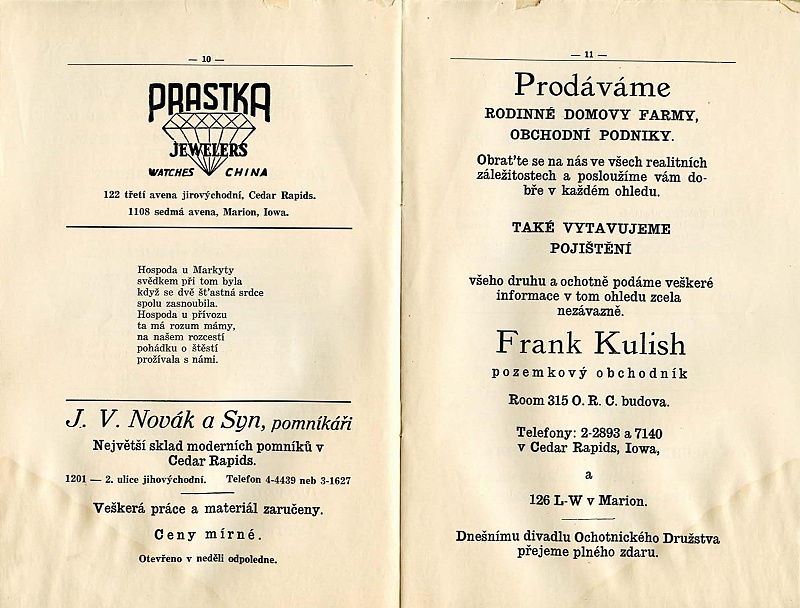 — 10 —
PRASTKA
JEWELERS
WATCHES CHINA
122 třetí avena jirovýchodní, Cedar Rapids.
1108 sedmá avena, Marion, Iowa.
Hospoda u Markyty
svědkem při tom byla
když se dvě šťastná srdce
spolu zasnoubila.
Hospoda u přívozu
ta má rozum mámy,
na našem rozcestí
pohádku o štěstí
prožívala s námi.
J. V. Novák a Syn, pomníkáři
Největší sklad moderních pomníků v
Cedar Rapids.
1201 — 2. ulice jihovýchodní. Telefon 4-4439 neb 3-1627
Veškerá práce a materiál zaručeny.
Ceny mírné.
Otevřeno v neděli odpoledne.
— 11 —
Prodáváme
RODINNÉ DOMOVY FARMY,
OBCHODNÍ PODNIKY.
Obrat'te se na nás ve všech realitních
záležitostech a posloužíme vám do-
bře v každém ohledu.
TAKÉ VYTAVUJEME
POJIŠTĚNÍ
všeho druhu a ochotně podáme veškeré
informace v tom ohledu zcela
nezávazně.
Frank Kulish
pozemkový obchodník
Room 315 O. R. C. budova.
Telefony: 2-2893 a 7140
v Cedar Rapids, Iowa,
a
126 L-W v Marion.
Dnešnímu divadlu Ochotnického Družstva
přejeme plného zdaru.